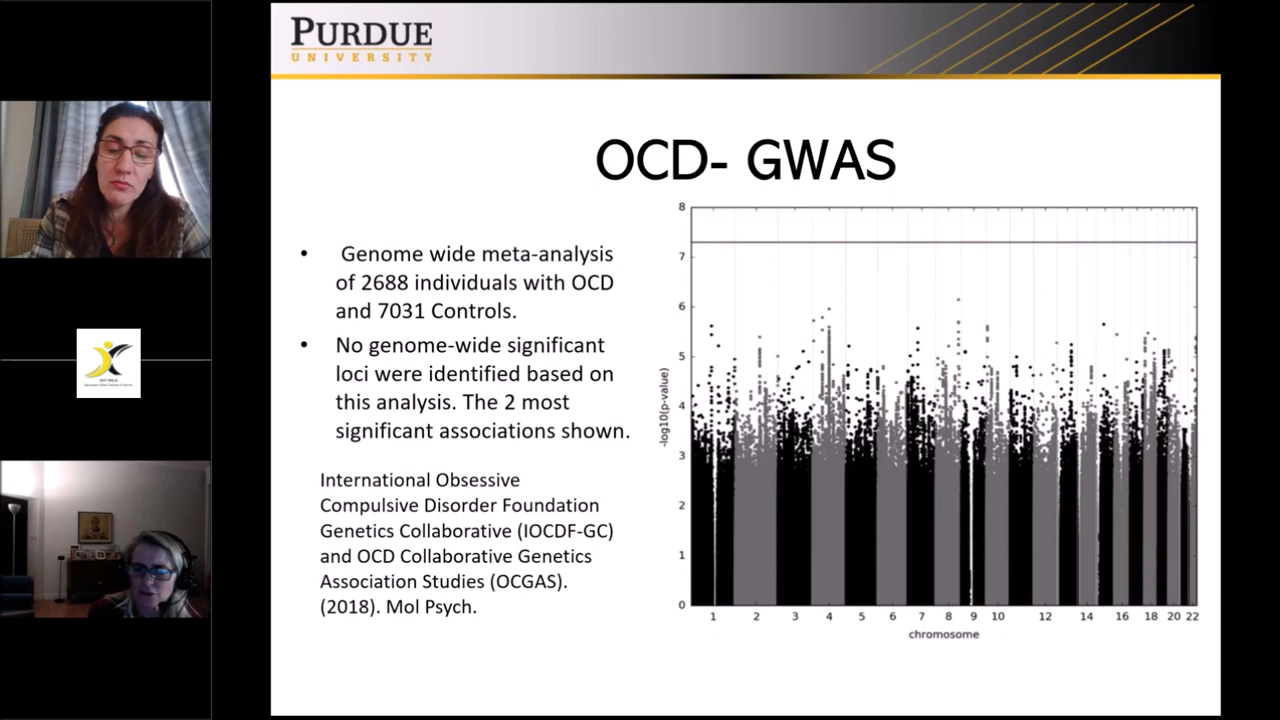 PURDUE
UNIVERSITY
OCD- GWAS
• Genome wide meta-analysis
of 2688 individuals with OCD
and 7031 Controls.
• No genome-wide significant
loci were identified based on
this analysis. The 2 most
significant associations shown.
International Obsessive
Compulsive Disorder Foundation
Genetics Collaborative (IOCDF-GC)
and OCD Collaborative Genetics
Association Studies (OCGAS).
(2018). Mol Psych.
8
7
6
5
4
3
2
1
0
-log10(p-value)
1 2 3 4 5 6 7 8 9 10 12 14 16 18 20 22
chromosome